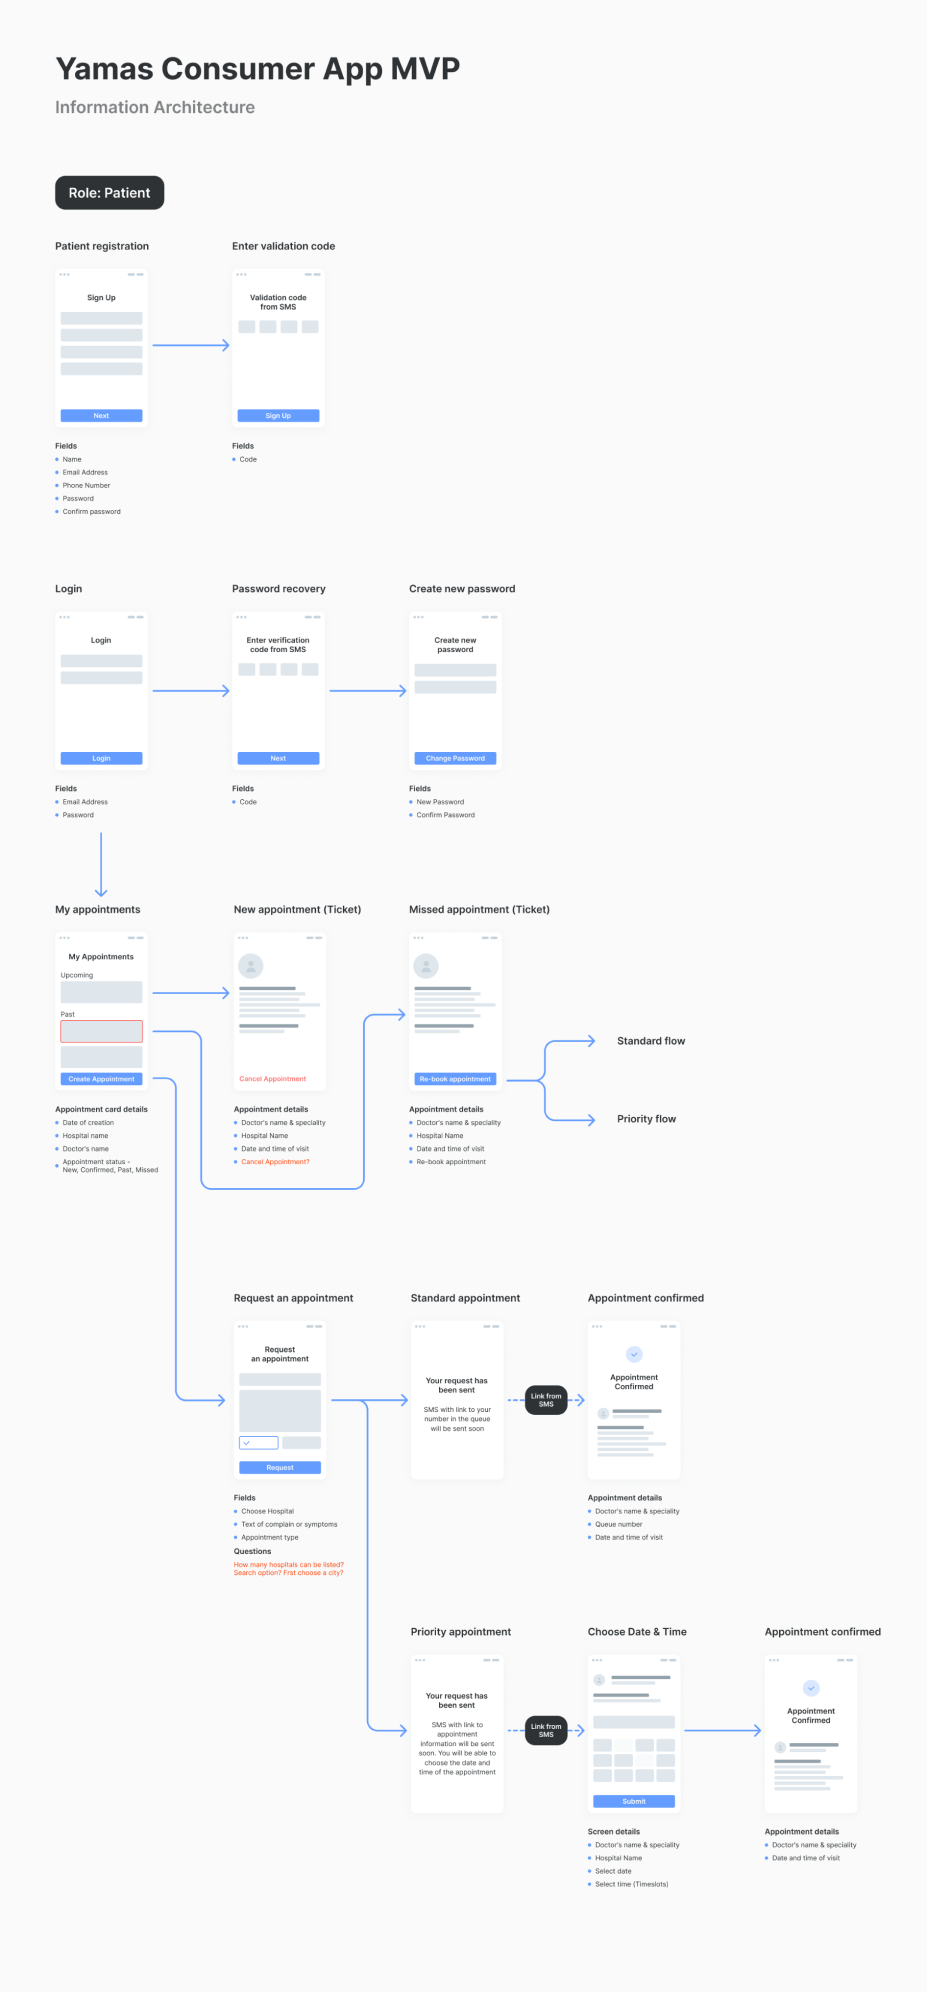 Yamas Consumer App MVP
Information Architecture
Role: Patient
Patient registration
Enter validation code
Sign Up
Next
Validation code
from SMS
Sign Up
Fields
Name
Email Address
Phone Number
Password
Confirm password
Fields
Code
Login
Password recovery
Create new password
Login
Login
Enter verification
code from SMS
Next
Create new
password
Change Password
Fields
Email Address
Password
Fields
Code
Fields
New Password
Confirm Password
My appointments
New appointment (Ticket)
Missed appointment (Ticket)
My Appointments
Upcoming
Past
Create Appointment
Cancel Appointment
Re-book appointment
Standard flow
Priority flow
Appointment card details
Date of creation
Hospital name
Doctor's name
Appointment status -
New, Confirmed, Past, Missed
Appointment details
Doctor's name & speciality
Hospital Name
Date and time of visit
Cancel Appointment?
Appointment details
Doctor's name & speciality
Hospital Name
Date and time of visit
Re-book appointment
Request an appointment
Standard appointment
Appointment confirmed
Request
an appointment
Request
Your request has
been sent
SMS with link to your
number in the queue
will be sent soon
Link from
SMS
Appointment
Confirmed
Fields
Choose Hospital
Text of complain or symptoms
Appointment type
Questions
How many hospitals can be listed?
Search option? Frat choose a city?
Appointment details
Doctor's name & speciality
Queue number
Date and time of visit
Priority appointment
Choose Date & Time
Appointment confirmed
Your request has
been sent
SMS with link to
appointment
information will be sent
soon. You will be able to
choose the date and
time of the appointment
Link from
SMS
Submit
Appointment
Confirmed
Screen details
Doctor's name & speciality
Hospital Name
Select date
Select time (Timeslots)
Appointment details
Doctor's name & speciality
Date and time of visit